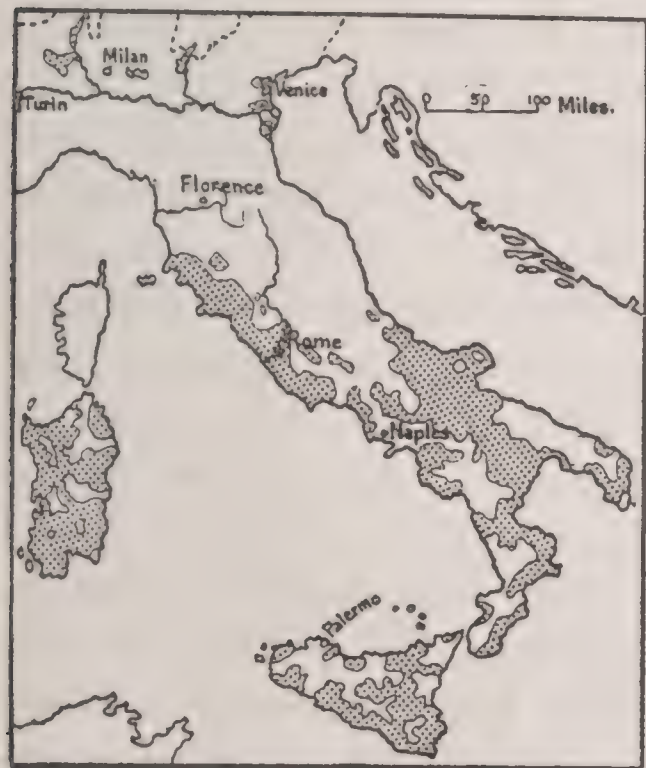 Milan
Turin
Venice
0 50 100 Miles.
Florence
Rome
Naples
Palermo